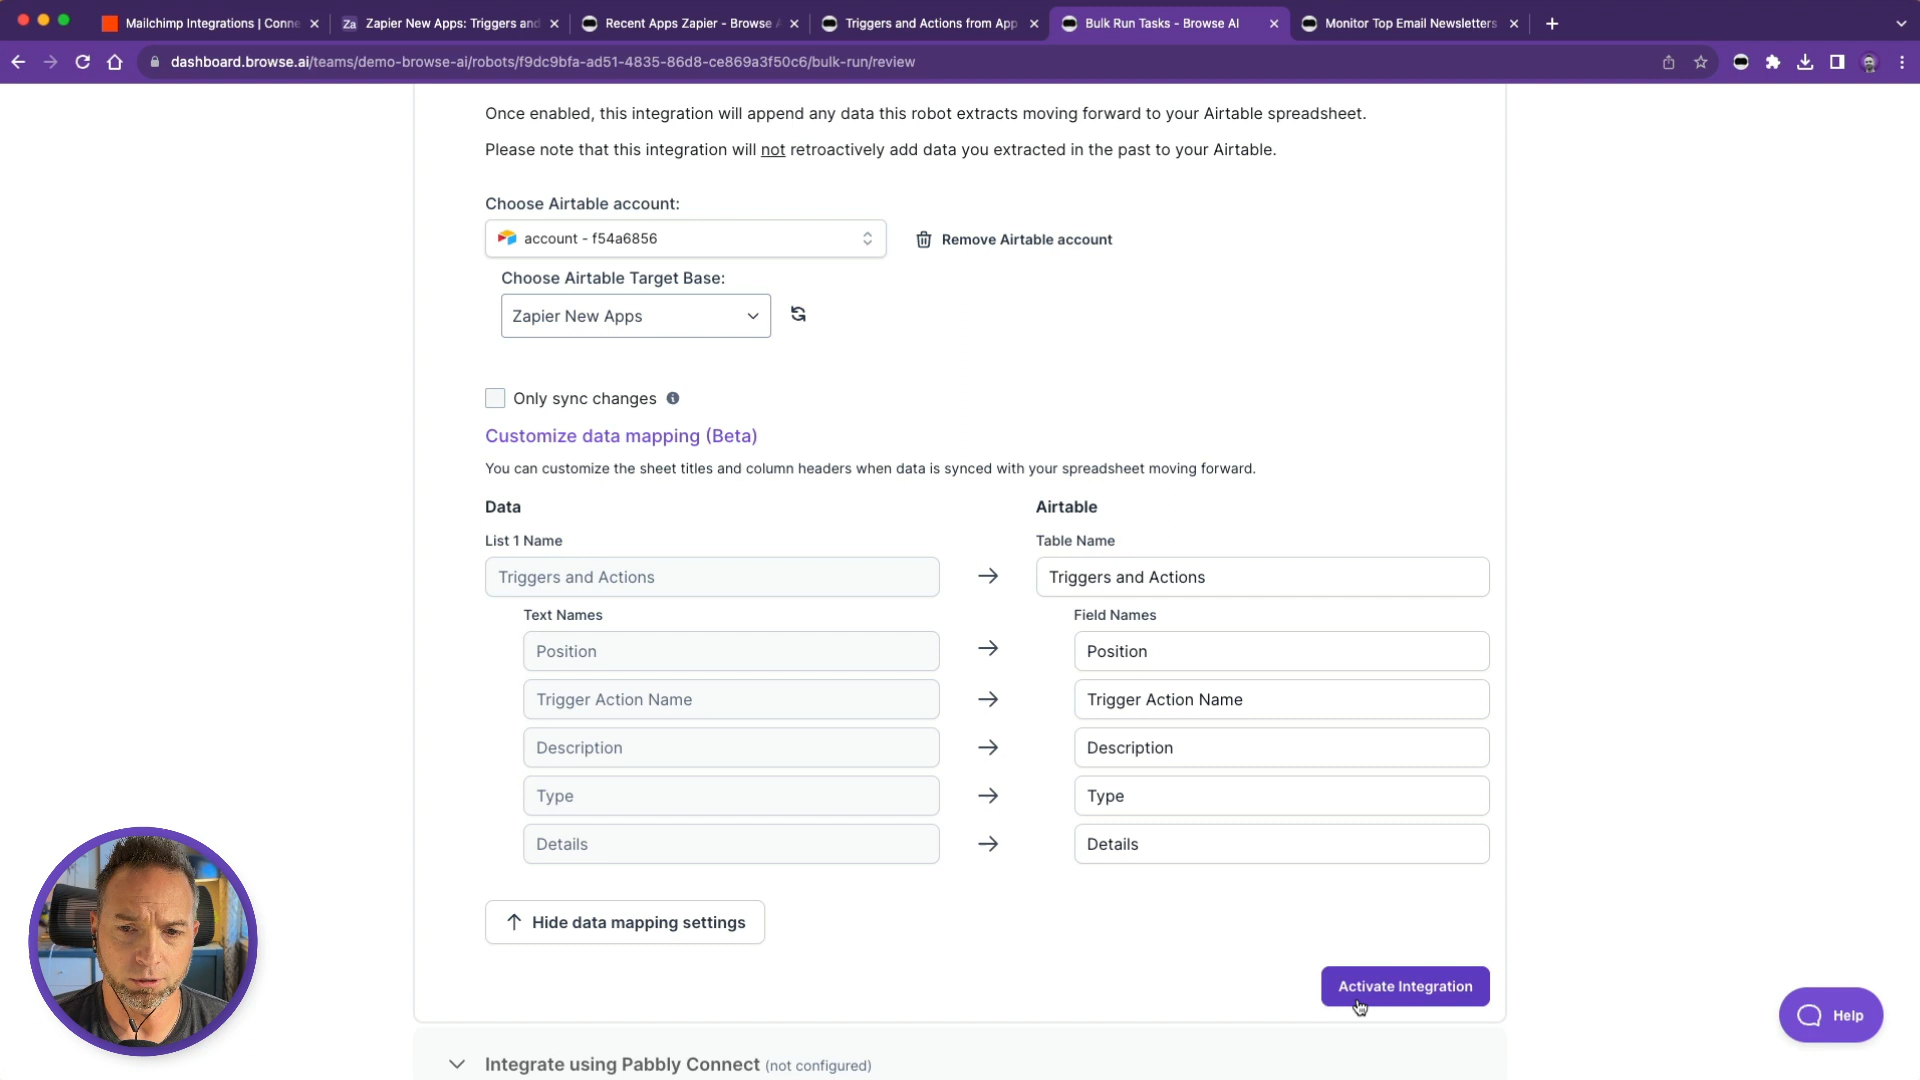 Mailchimp Integrations | Conne
Zapier New Apps: Triggers and
Recent Apps Zapier - Browse A
Triggers and Actions from App
Bulk Run Tasks - Browse AI
Monitor Top Email Newsletters
dashboard.browse.ai/teams/demo-browse-ai/robots/f9dc9bfa-ad51-4835-86d8-ce869a3f50c6/bulk-run/review
Once enabled, this integration will append any data this robot extracts moving forward to your Airtable spreadsheet.
Please note that this integration will not retroactively add data you extracted in the past to your Airtable.
Choose Airtable account:
account - f54a6856
Remove Airtable account
Choose Airtable Target Base:
Zapier New Apps
Only sync changes
Customize data mapping (Beta)
You can customize the sheet titles and column headers when data is synced with your spreadsheet moving forward.
Data
Airtable
List 1 Name
Table Name
Triggers and Actions
Triggers and Actions
Text Names
Field Names
Position
Position
Trigger Action Name
Trigger Action Name
Description
Description
Type
Type
Details
Details
Hide data mapping settings
Activate Integration
Help
Integrate using Pabbly Connect (not configured)